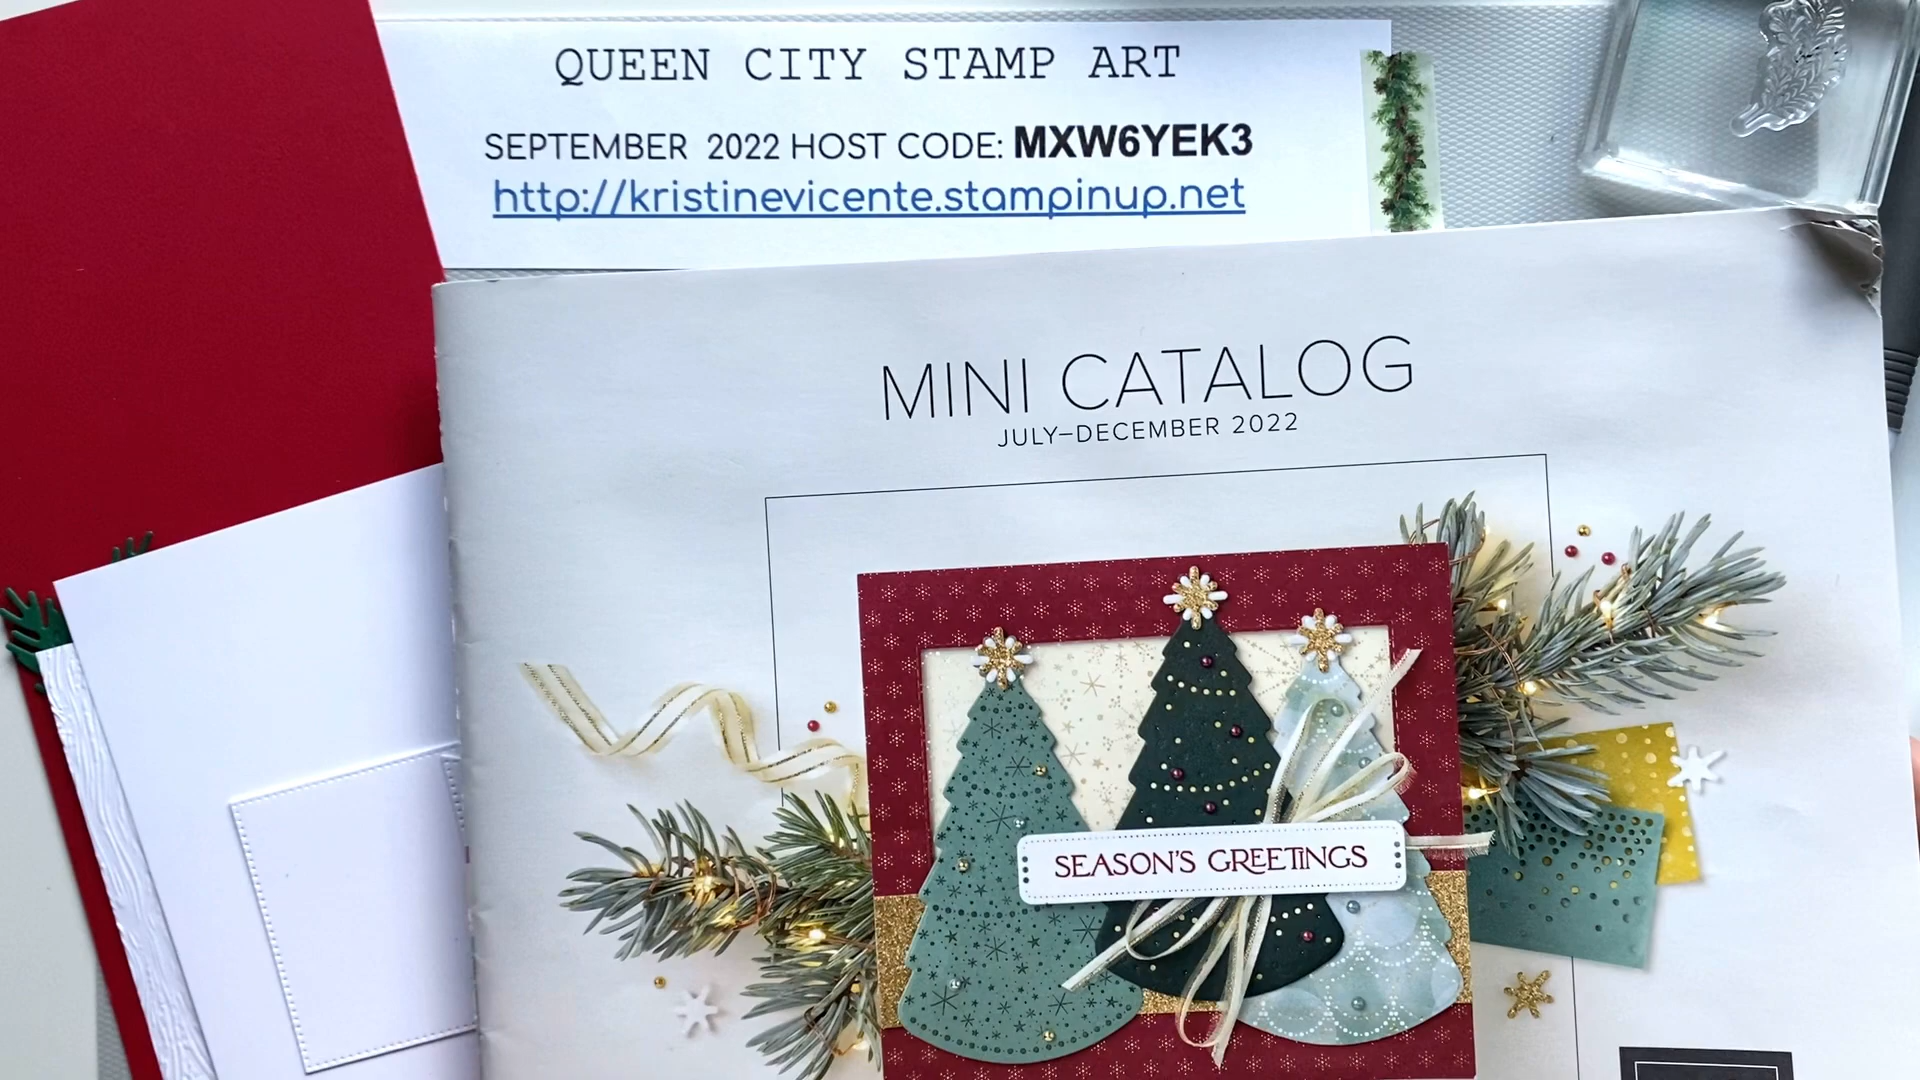 QUEEN CITY STAMP ART
SEPTEMBER 2022 HOST CODE: MXW6YEK3
http://kristinevicente.stampinup.net
MINI CATALOG
JULY–DECEMBER 2022
SEASON'S GREETINGS